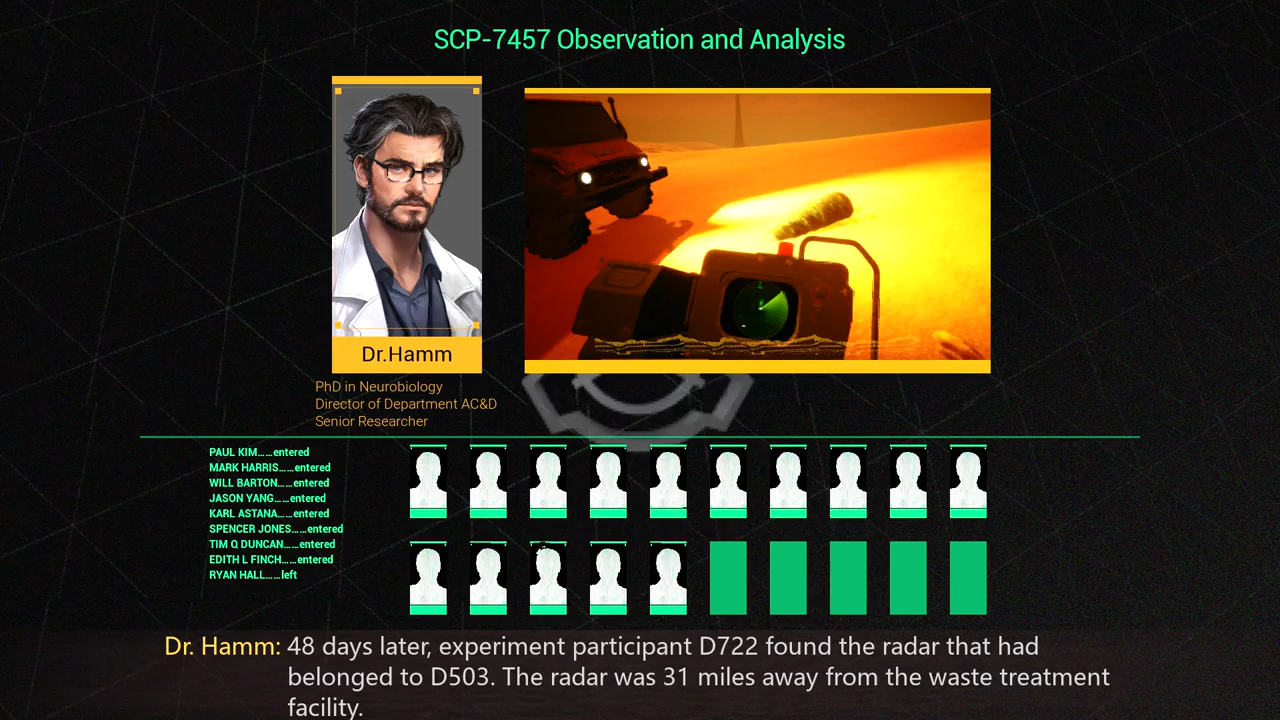 SCP-7457 Observation and Analysis
Dr.Hamm
PhD in Neurobiology
Director of Department AC&D
Senior Researcher
PAUL KIM......entered
MARK HARRIS......entered
WILL BARTON......entered
JASON YANG......entered
KARL ASTANA......entered
SPENCER JONES......entered
TIM Q DUNCAN......entered
EDITH L FINCH......entered
RYAN HALL......left
Dr. Hamm: 48 days later, experiment participant D722 found the radar that had
belonged to D503. The radar was 31 miles away from the waste treatment
facility.